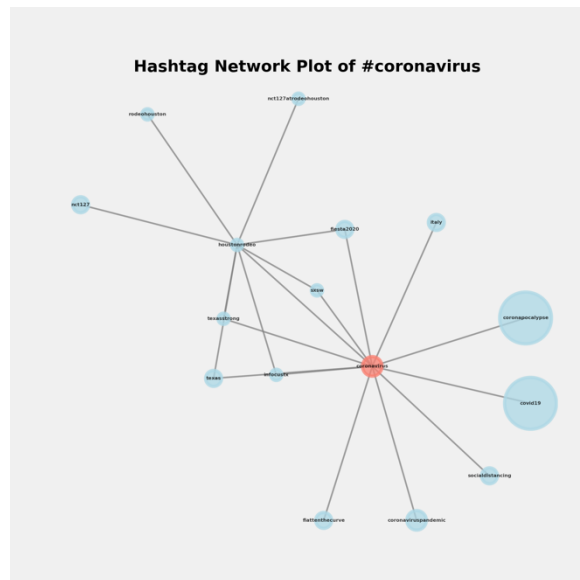 Hashtag Network Plot of #coronavirus
nct127atrodeohouston
rodeohouston
nct127
italy
fiesta2020
houstonrodeo
sxsw
coronapocalypse
texasstrong
coronavirus
infocustx
texas
covid19
socialdistancing
flattenthecurve
coronaviruspandemic